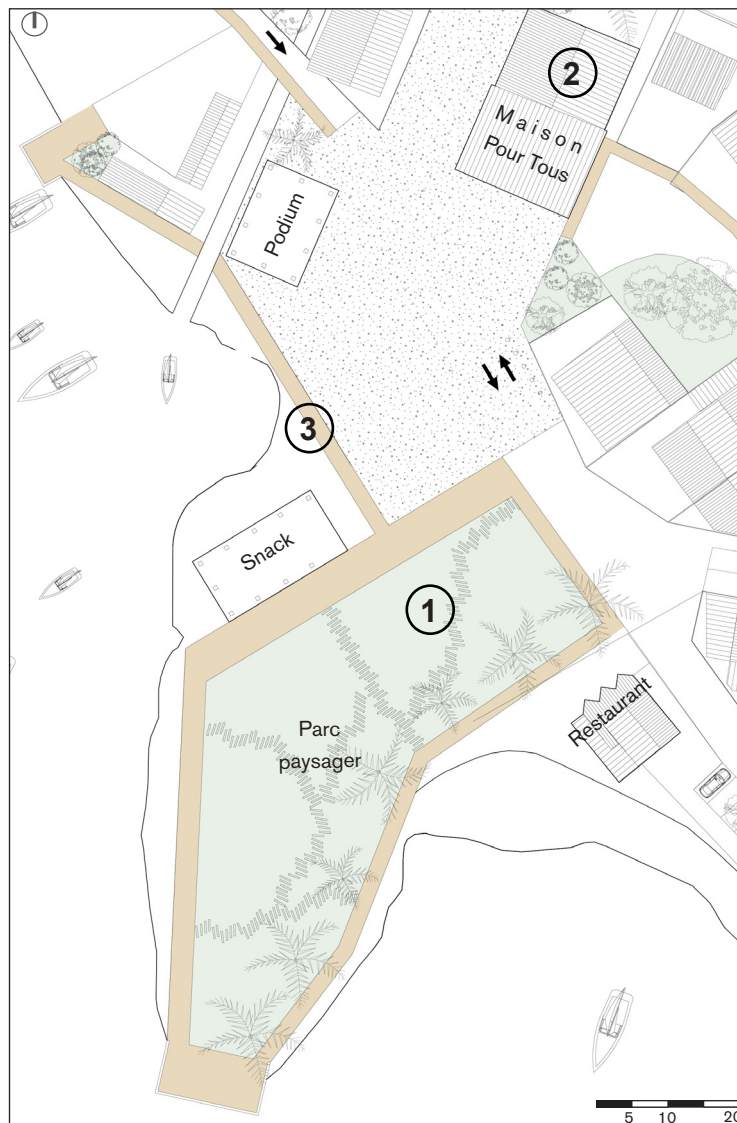 2
Maison
Pour Tous
Podium
3
Snack
1
Parc
paysager
Restaurant
5 10 20